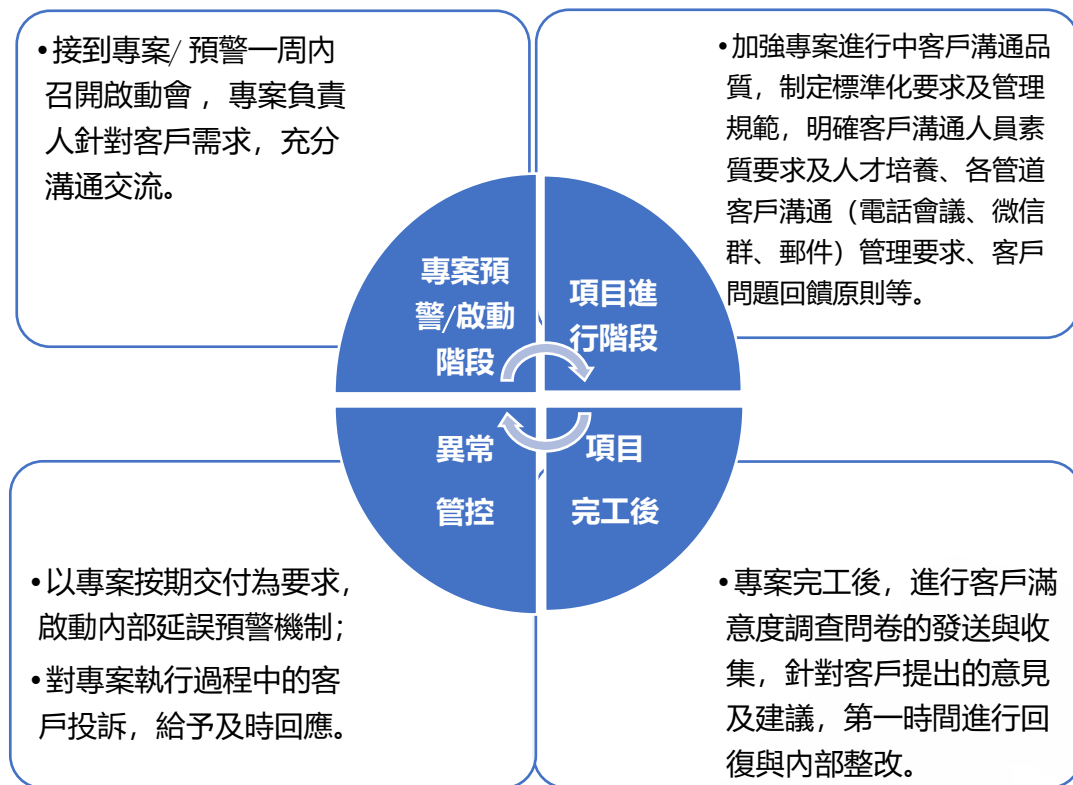 •接到專案/ 預警一周內
召開啟動會 ，專案負責
人針對客戶需求，充分
溝通交流。
•加強專案進行中客戶溝通品
質，制定標準化要求及管理
規範，明確客戶溝通人員素
質要求及人才培養、各管道
客戶溝通（電話會議、微信
群、郵件）管理要求、客戶
問題回饋原則等。
專案預
警/啟動
階段
項目進
行階段
異常
管控
項目
完工後
•以專案按期交付為要求，
啟動內部延誤預警機制；
•對專案執行過程中的客
戶投訴，給予及時回應。
•專案完工後，進行客戶滿
意度調查問卷的發送與收
集，針對客戶提出的意見
及建議，第一時間進行回
復與內部整改。